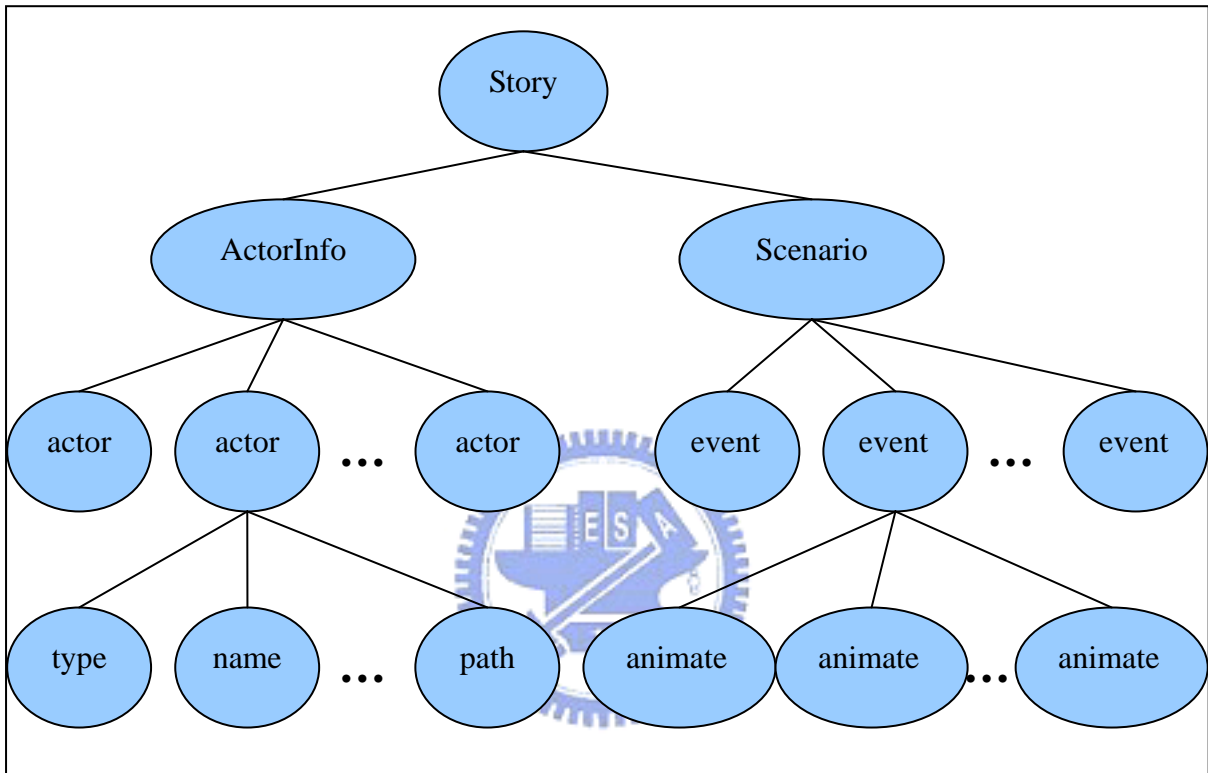 Story
ActorInfo Scenario
actor actor ... actor event event ... event
E S A
type name ... path animate animate ... animate